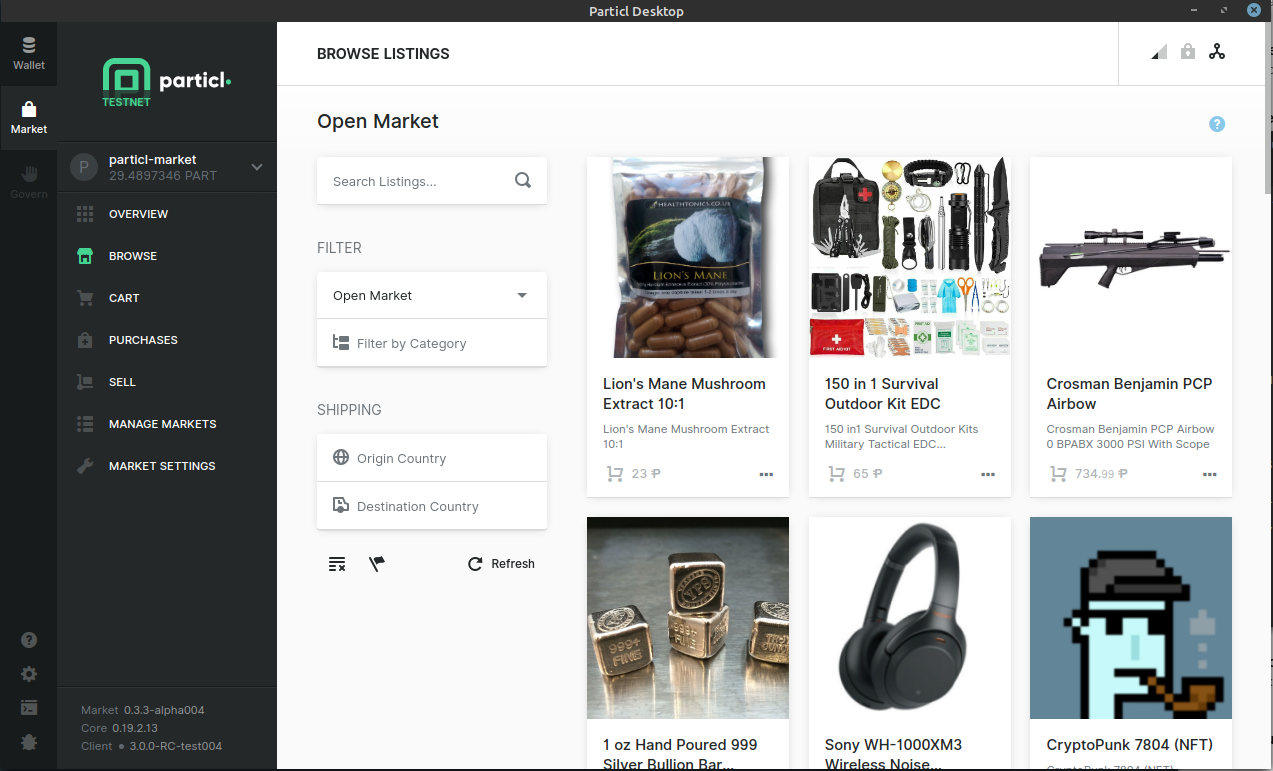 Particl Desktop
Wallet
Market
Govern
particl
TESTNET
P
particl-market
29.4897346 PART
OVERVIEW
BROWSE
CART
PURCHASES
SELL
MANAGE MARKETS
MARKET SETTINGS
Market 0.3.3-alpha004
Core 0.19.2.13
Client 3.0.0-RC-test004
BROWSE LISTINGS
Open Market
?
Search Listings...
FILTER
Open Market
Filter by Category
SHIPPING
Origin Country
Destination Country
Refresh
HEALTHTONICS.CO.UK
LION'S MANE
Lion's Mane Mushroom
Extract 10:1
Lion's Mane Mushroom Extract
10:1
23 ₱
FIRST AID KIT
150 in 1 Survival
Outdoor Kit EDC
150 in1 Survival Outdoor Kits
Military Tactical EDC...
65 ₱
Crosman Benjamin PCP
Airbow
Crosman Benjamin PCP Airbow
0 BPABX 3000 PSI With Scope
734.99 ₱
YPS
999+
FINE
999+
FINE
1 oz Hand Poured 999
Silver Bullion Bar...
Sony WH-1000XM3
Wireless Noise...
CryptoPunk 7804 (NFT)
CryptoPunk 7804 (NFT)